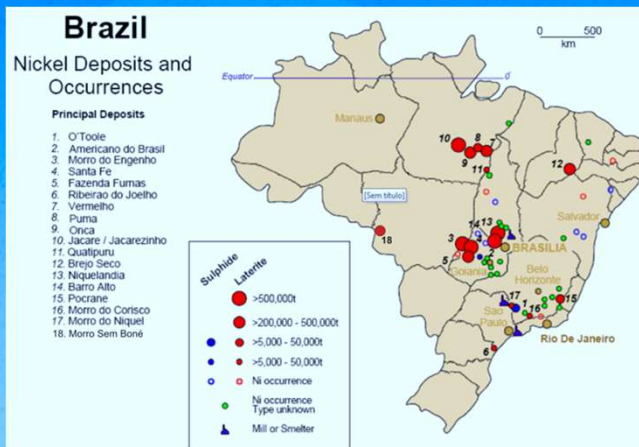 Brazil
Nickel Deposits and
Occurrences
Principal Deposits
1. O'Toole
2. Americano do Brasil
3. Morro do Engenho
4. Santa Fe
5. Fazenda Furnas
6. Ribeirao do Joelho
7. Vermelho
8. Puma
9. Onca
10. Jacare / Jacarezinho
11. Quatipuru
12. Brejo Seco
13. Niquelandia
14. Barro Alto
15. Pocrane
16. Morro do Corisco
17. Morro do Niquel
18. Morro Sem Boné
0 500
km
Equator
0
Manaus
10
8
7
9
11
12
[Sem título]
Salvador
18
14
13
3
BRASILIA
2
5
Goiania
Belo
Horizonte
17
1
16
15
Sao
Paulo
6
Rio De Janeiro
Sulphide
Laterite
>500,000t
>200,000 - 500,000t
>5,000 - 50,000t
>5,000 - 50,000t
Ni occurrence
Ni occurrence
Type unknown
Mill or Smelter